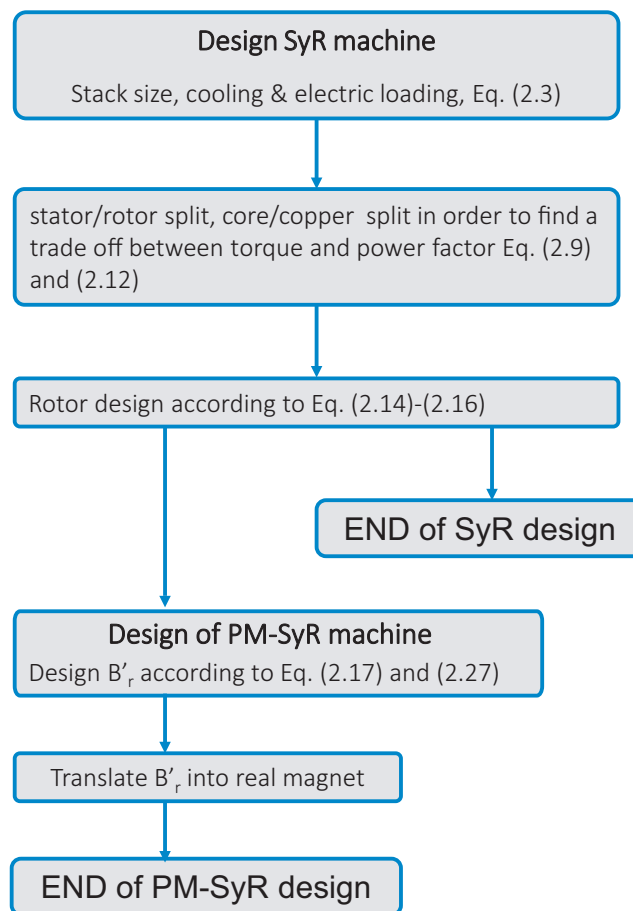 Design SyR machine
Stack size, cooling & electric loading, Eq. (2.3)
stator/rotor split, core/copper split in order to find a
trade off between torque and power factor Eq. (2.9)
and (2.12)
Rotor design according to Eq. (2.14)-(2.16)
END of SyR design
Design of PM-SyR machine
Design B'r according to Eq. (2.17) and (2.27)
Translate B'r into real magnet
END of PM-SyR design